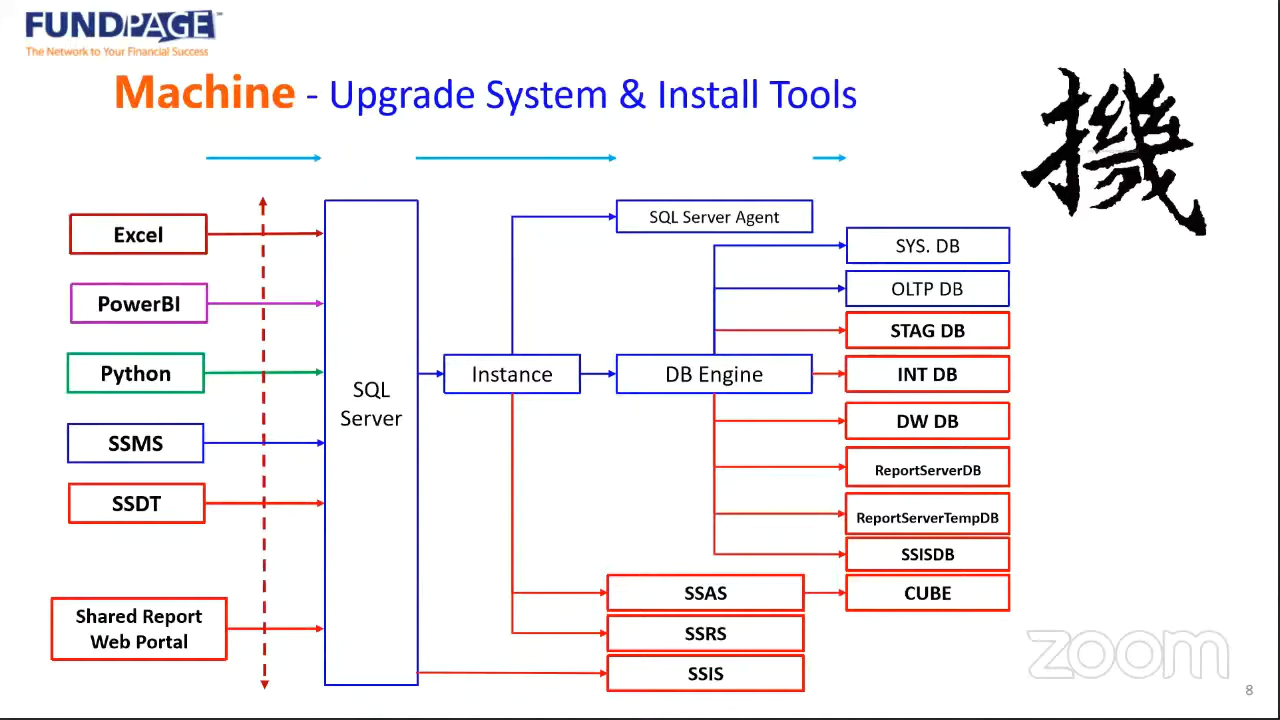 FUNDPAGE™
The Network to Your Financial Success
Machine - Upgrade System & Install Tools
機
Excel
PowerBI
Python
SSMS
SSDT
Shared Report
Web Portal
SQL
Server
Instance
SQL Server Agent
DB Engine
SYS. DB
OLTP DB
STAG DB
INT DB
DW DB
ReportServerDB
ReportServerTempDB
SSISDB
SSAS
CUBE
SSRS
SSIS
zoom
8